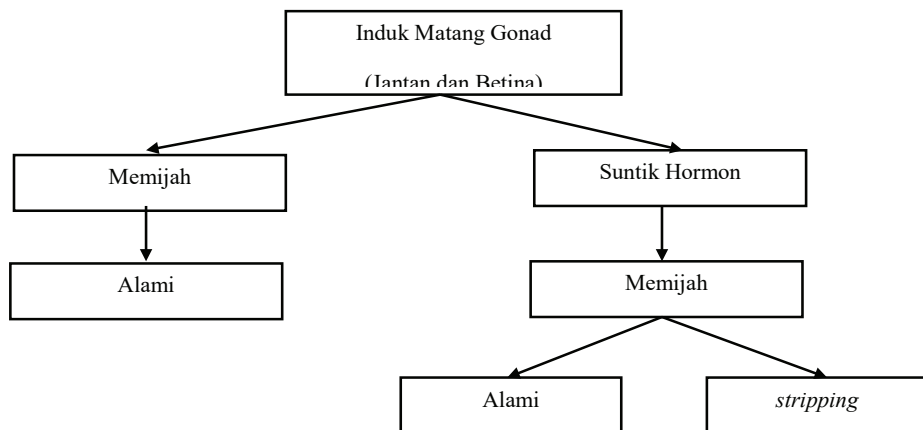 Induk Matang Gonad
(Jantan dan Betina)
Memijah
Suntik Hormon
Alami
Memijah
Alami
stripping